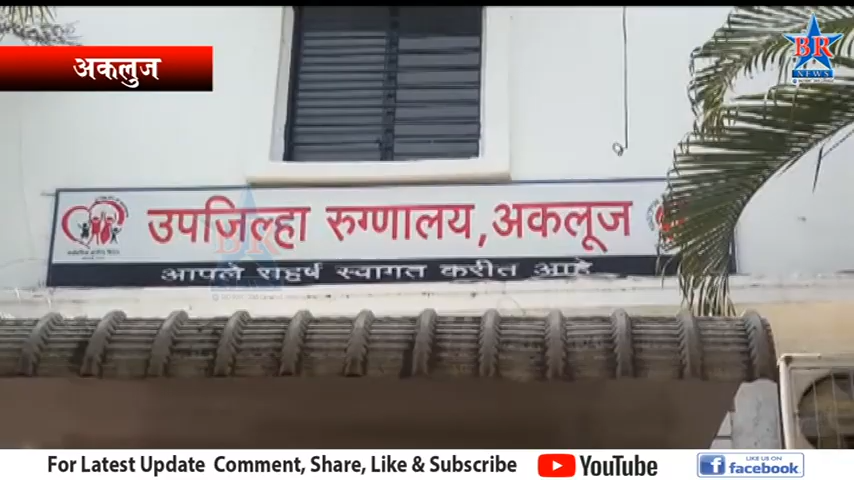 अकलुज
BR
NEWS
उपजिल्हा रुग्णालय, अकलूज
आपले सहर्ष स्वागत करीत आहे
For Latest Update Comment, Share, Like & Subscribe
YouTube
LIKE US ON
facebook